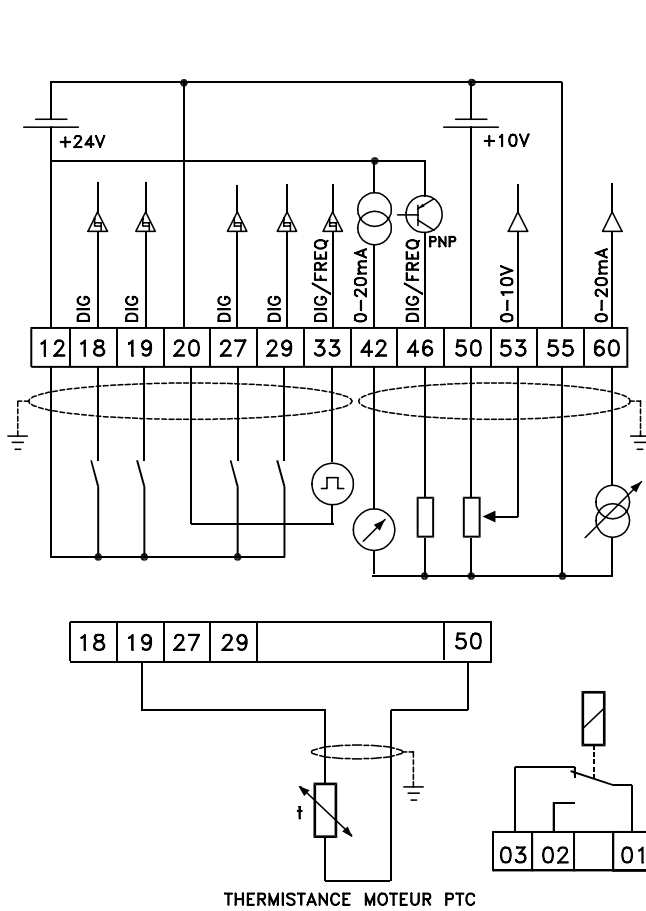 +24V
+10V
PNP
DIG
DIG
DIG
DIG
DIG/FREQ
0-20mA
DIG/FREQ
0-10V
0-20mA
12 18 19 20 27 29 33 42 46 50 53 55 60
18 19 27 29 50
t
03 02 01
THERMISTANCE MOTEUR PTC